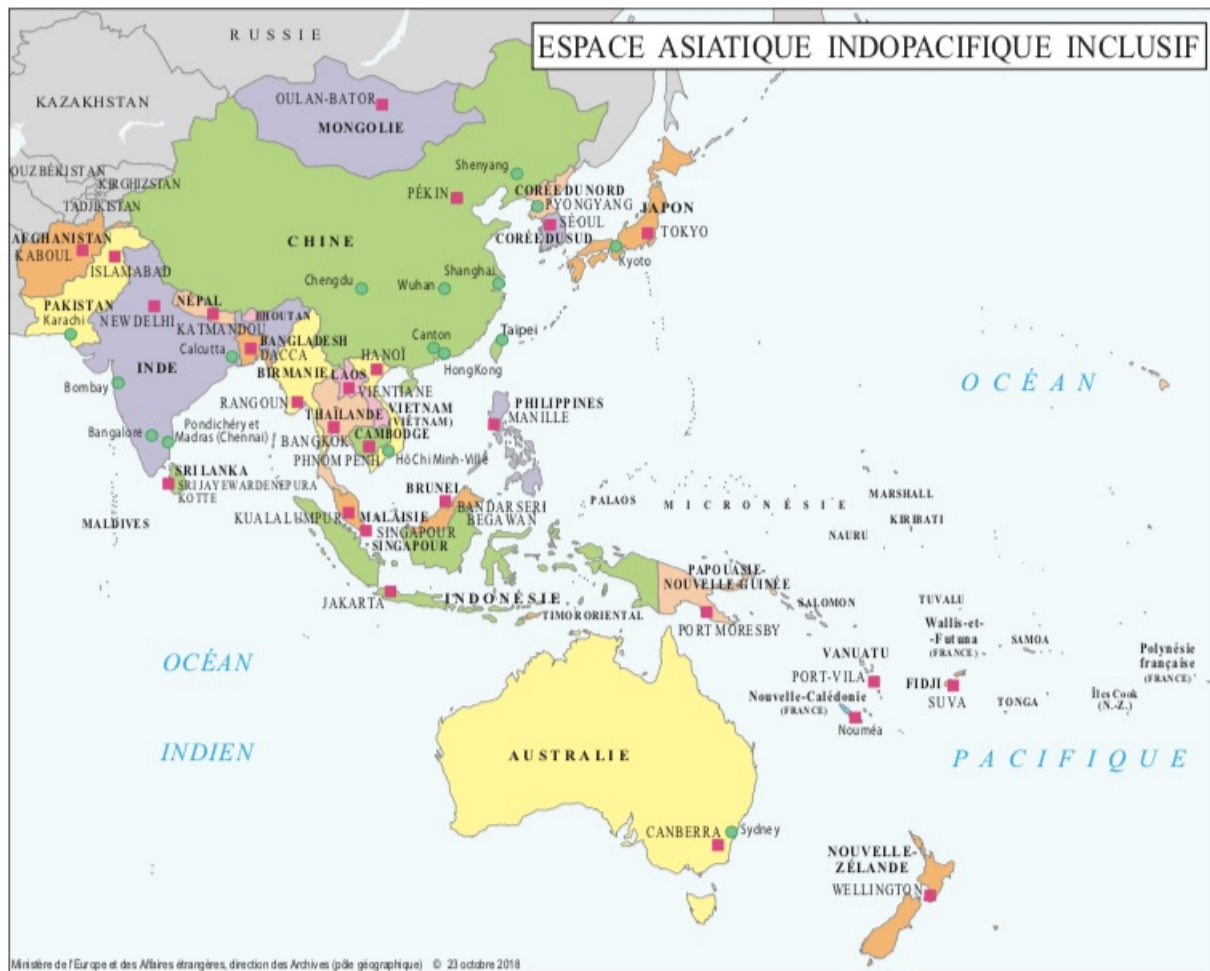 ESPACE ASIATIQUE INDOPACIFIQUE INCLUSIF
RUSSIE
KAZAKHSTAN
OULAN-BATOR
MONGOLIE
OUZBÉKISTAN
KIRGHIZSTAN
TADJIKISTAN
Shenyang
PÉKIN
CORÉE DU NORD
PYONGYANG
SÉOUL
CORÉE DU SUD
JAPON
TOKYO
Kyoto
AFGHANISTAN
KABOUL
ISLAMABAD
CHINE
Chengdu
Wuhan
Shanghai
PAKISTAN
Karachi
NEW DELHI
NÉPAL
KATMANDOU
BHOUTAN
BANGLADESH
DACCA
Calcutta
INDE
Bombay
Canton
HongKong
Taïpei
HANOÏ
BIRMANIE
LAOS
VIENTIANE
RANGOUN
THAÏLANDE
VIETNAM
(VIÊTNAM)
BANGKOK
CAMBODGE
PHNOM PENH
Hô Chi Minh-Ville
PHILIPPINES
MANILLE
Bangalore
Pondichéry et
Madras (Chennai)
SRI LANKA
SRI JAYEWARDENEPURA
KOTTE
MALDIVES
BRUNEI
BANDAR SERI
BEGAWAN
KUALA LUMPUR
MALAISIE
SINGAPOUR
SINGAPOUR
PALAOS
MICRONÉSIE
MARSHALL
KIRIBATI
NAURU
OCÉAN
JAKARTA
INDONÉSIE
TIMOR ORIENTAL
PAPOUASIE-
NOUVELLE-GUINÉE
PORT MORESBY
SALOMON
TUVALU
Wallis-et-
-Futuna
(FRANCE)
SAMOA
Polynésie
française
(FRANCE)
VANUATU
PORT-VILA
FIDJI
SUVA
TONGA
Îles Cook
(N.-Z.)
Nouvelle-Calédonie
(FRANCE)
Nouméa
OCÉAN
INDIEN
PACIFIQUE
AUSTRALIE
CANBERRA
Sydney
NOUVELLE-
ZÉLANDE
WELLINGTON
Ministère de l'Europe et des Affaires étrangères, direction des Archives (pôle géographique) © 23 octobre 2018